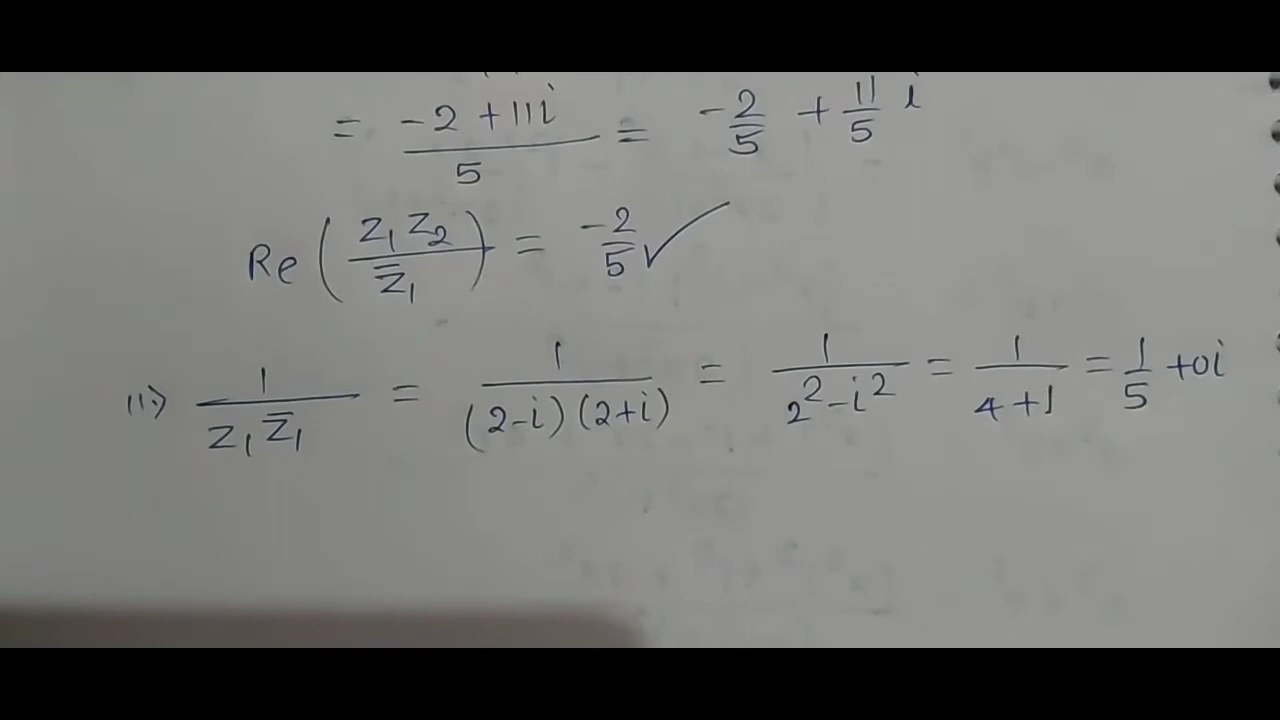 = (-2 + 11i)/5 = -2/5 + 11/5 i
Re(z₁z₂/z̄₁) = -2/5 ✓
ii) 1/(z₁z̄₁) = 1/((2-i)(2+i)) = 1/(2²-i²) = 1/(4+1) = 1/5 + 0i